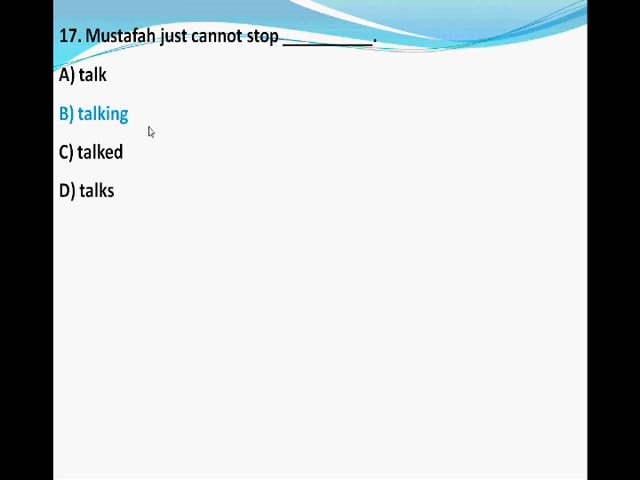 17. Mustafah just cannot stop __________.
A) talk
B) talking
C) talked
D) talks